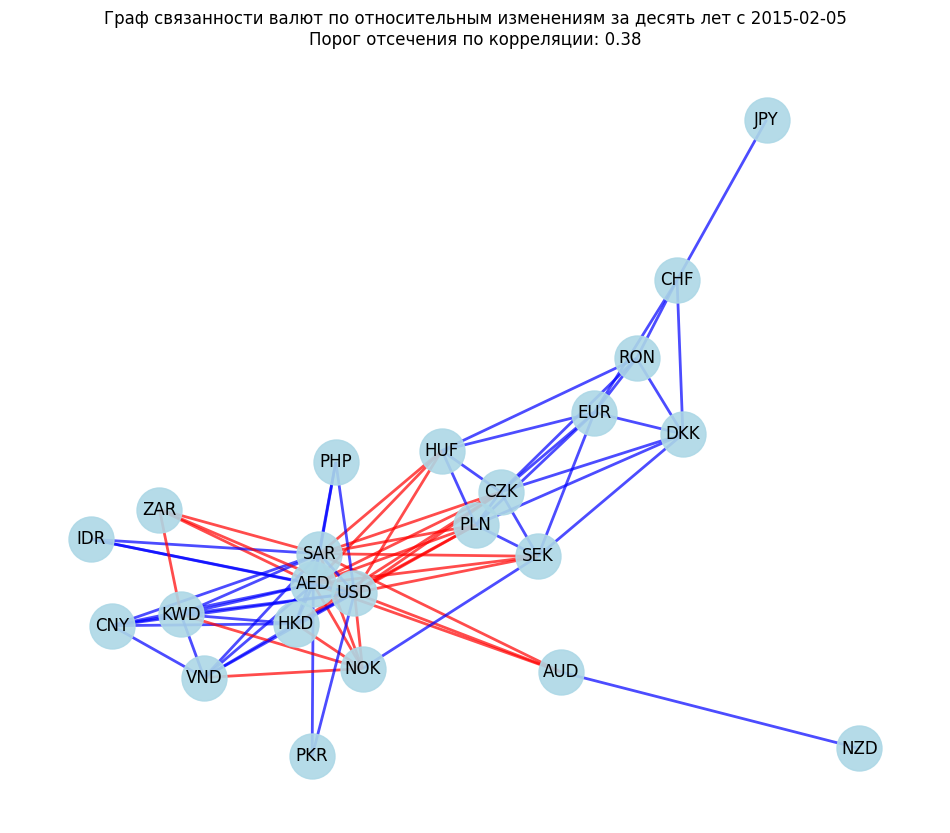 Граф связанности валют по относительным изменениям за десять лет с 2015-02-05
Порог отсечения по корреляции: 0.38
JPY
CHF
RON
EUR
DKK
HUF
PHP
CZK
ZAR
PLN
IDR
SAR
SEK
AED
USD
KWD
HKD
CNY
NOK
AUD
VND
NZD
PKR